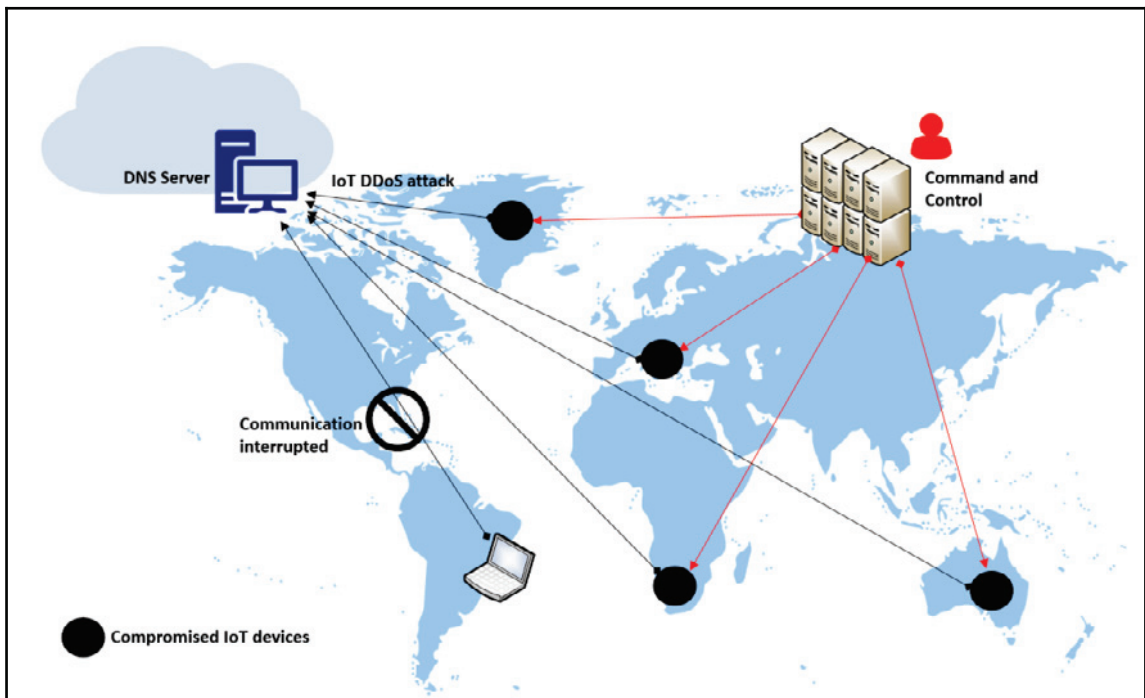 DNS Server
IoT DDoS attack
Command and
Control
Communication
interrupted
Compromised IoT devices